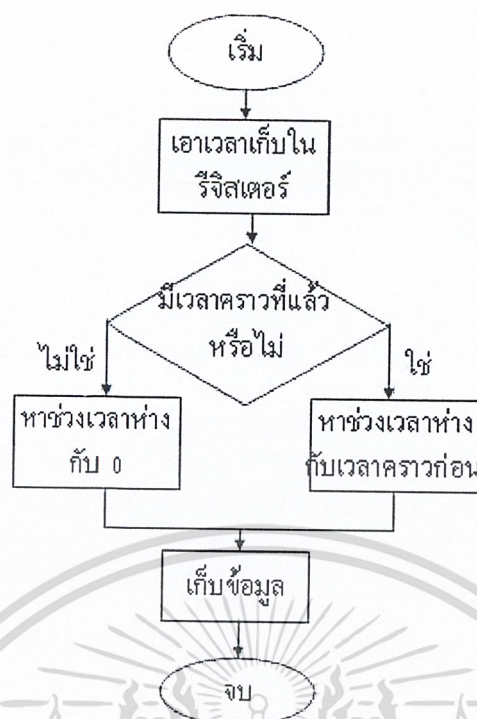 เริ่ม
เอาเวลาเก็บใน
รีจิสเตอร์
มีเวลาคราวที่แล้ว
หรือไม่
ไม่ใช่
ใช่
หาช่วงเวลาห่าง
กับ 0
หาช่วงเวลาห่าง
กับเวลาคราวก่อน
เก็บข้อมูล
จบ